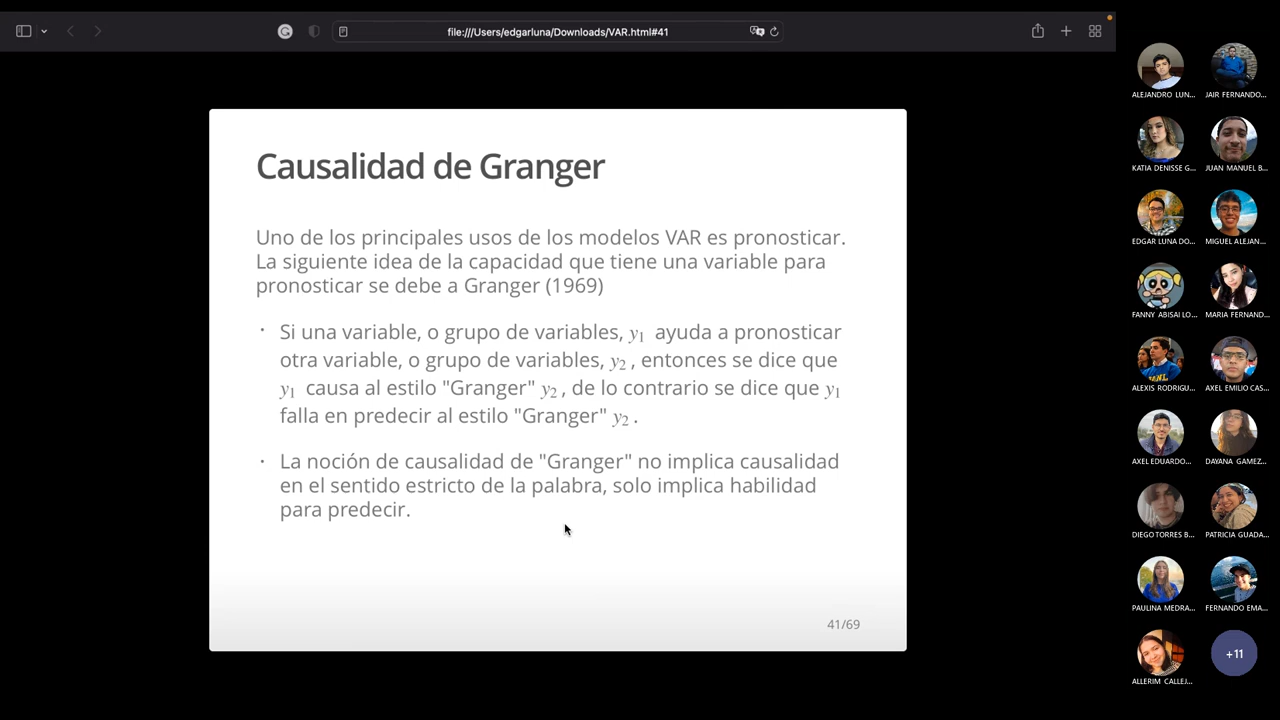 file:///Users/edgarluna/Downloads/VAR.html#41
Causalidad de Granger
Uno de los principales usos de los modelos VAR es pronosticar.
La siguiente idea de la capacidad que tiene una variable para
pronosticar se debe a Granger (1969)
· Si una variable, o grupo de variables, y₁ ayuda a pronosticar
otra variable, o grupo de variables, y₂ , entonces se dice que
y₁ causa al estilo "Granger" y₂ , de lo contrario se dice que y₁
falla en predecir al estilo "Granger" y₂ .
· La noción de causalidad de "Granger" no implica causalidad
en el sentido estricto de la palabra, solo implica habilidad
para predecir.
41/69
ALEJANDRO LUN...
JAIR FERNANDO...
KATIA DENISSE G...
JUAN MANUEL B...
EDGAR LUNA DO...
MIGUEL ALEJAN...
FANNY ABISAI LO...
MARIA FERNAND...
ALEXIS RODRIGU...
AXEL EMILIO CAS...
AXEL EDUARDO...
DAYANA GAMEZ...
DIEGO TORRES B...
PATRICIA GUADA...
PAULINA MEDRA...
FERNANDO EMA...
ALLERIM CALLEJ...
+11